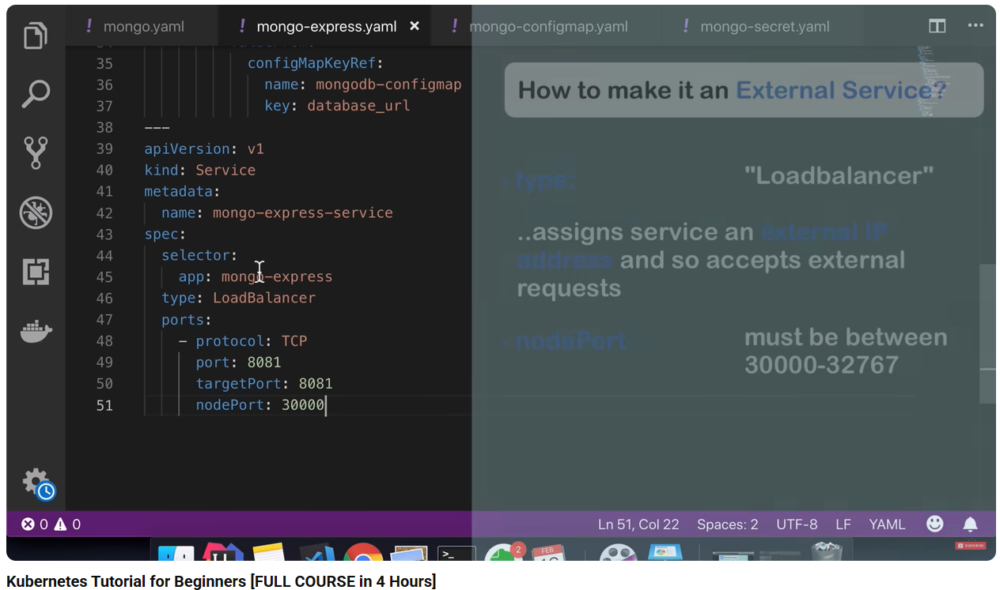 mongo.yaml
mongo-express.yaml
mongo-configmap.yaml
mongo-secret.yaml
35 configMapKeyRef:
36 name: mongodb-configmap
37 key: database_url
38 ---
39 apiVersion: v1
40 kind: Service
41 metadata:
42 name: mongo-express-service
43 spec:
44 selector:
45 app: mongo-express
46 type: LoadBalancer
47 ports:
48 - protocol: TCP
49 port: 8081
50 targetPort: 8081
51 nodePort: 30000
How to make it an External Service?
- type: "Loadbalancer"
..assigns service an external IP
address and so accepts external
requests
- nodePort must be between
30000-32767
0 0
Ln 51, Col 22 Spaces: 2 UTF-8 LF YAML
2
FEB
SUBSCRIBE
Kubernetes Tutorial for Beginners [FULL COURSE in 4 Hours]